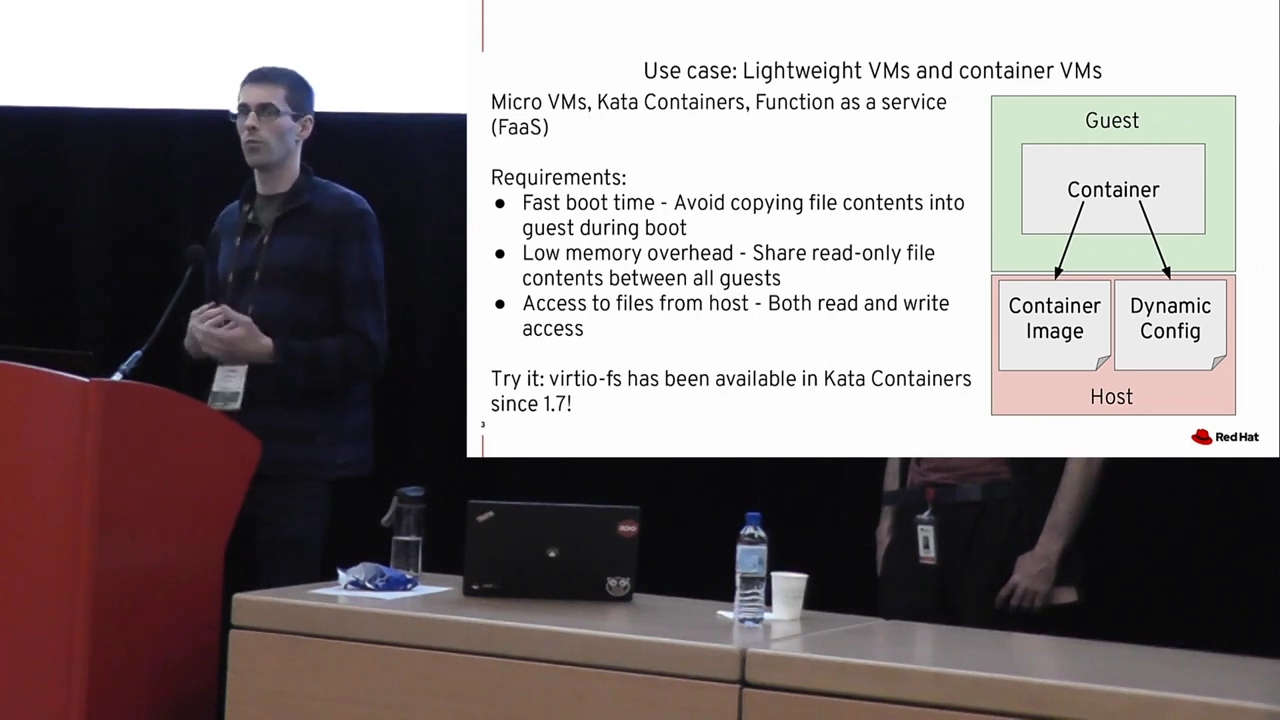 Use case: Lightweight VMs and container VMs
Micro VMs, Kata Containers, Function as a service
(FaaS)
Requirements:
● Fast boot time - Avoid copying file contents into
guest during boot
● Low memory overhead - Share read-only file
contents between all guests
● Access to files from host - Both read and write
access
Try it: virtio-fs has been available in Kata Containers
since 1.7!
3
Guest
Container
Container
Image
Dynamic
Config
Host
Red Hat